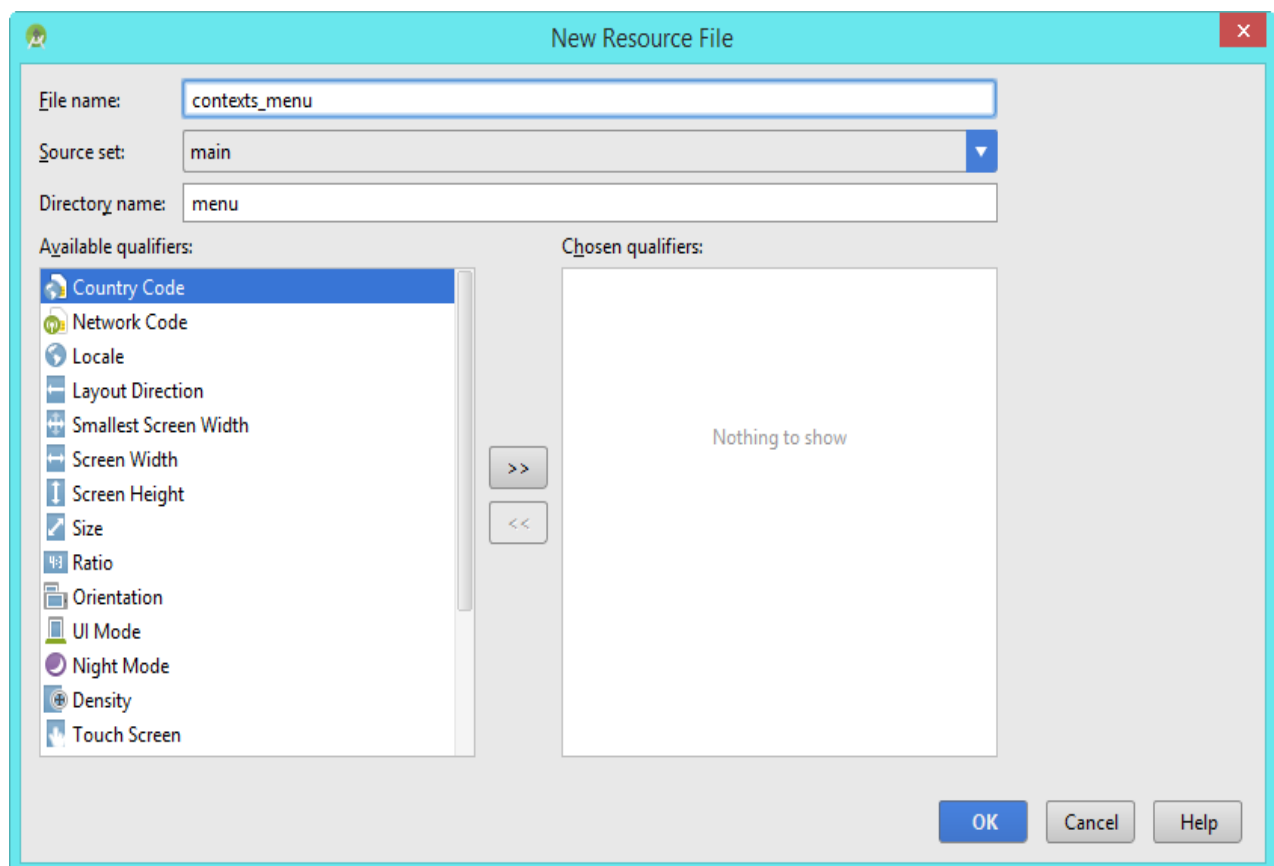 New Resource File
x
File name: contexts_menu
Source set: main
Directory name: menu
Available qualifiers: Chosen qualifiers:
Country Code
Network Code
Locale
Layout Direction
Smallest Screen Width
Nothing to show
Screen Width
>>
Screen Height
<<
Size
4:3 Ratio
Orientation
UI Mode
Night Mode
Density
Touch Screen
OK Cancel Help